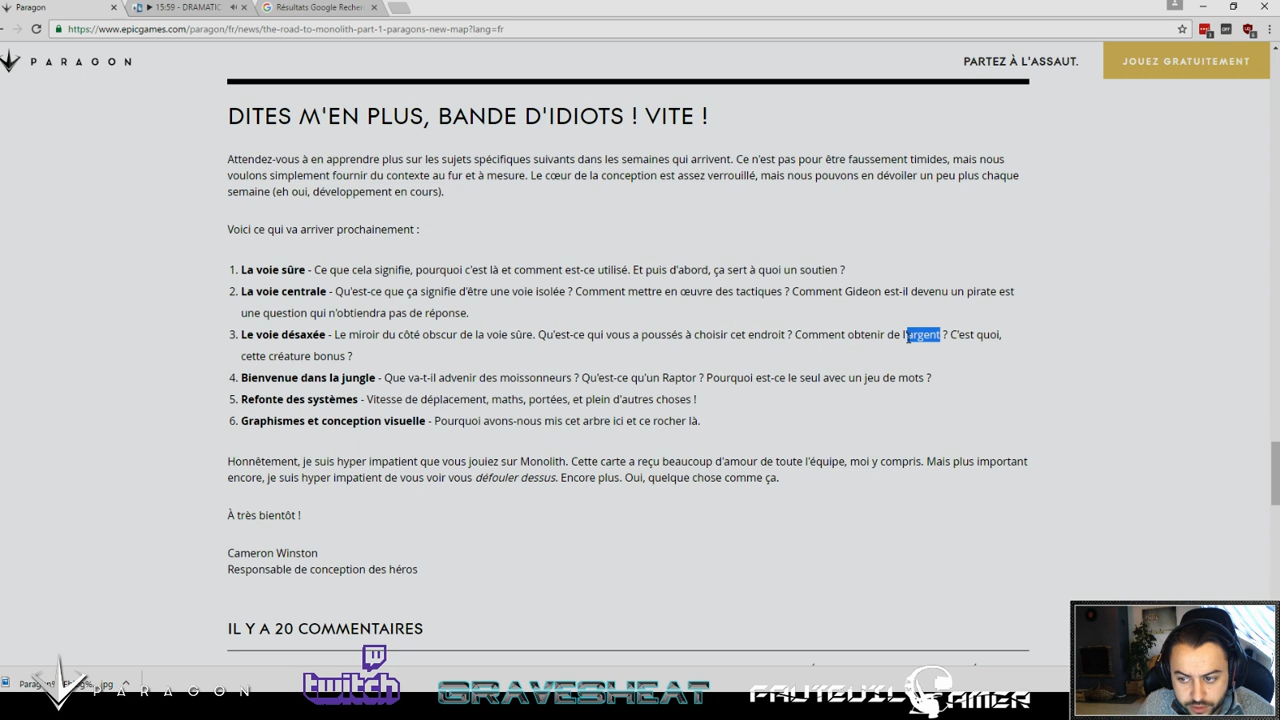 Paragon
15:59 - DRAMATIC
Résultats Google Recher
https://www.epicgames.com/paragon/fr/news/the-road-to-monolith-part-1-paragons-new-map?lang=fr
PARAGON
PARTEZ À L'ASSAUT.
JOUEZ GRATUITEMENT
DITES M'EN PLUS, BANDE D'IDIOTS ! VITE !
Attendez-vous à en apprendre plus sur les sujets spécifiques suivants dans les semaines qui arrivent. Ce n'est pas pour être faussement timides, mais nous
voulons simplement fournir du contexte au fur et à mesure. Le cœur de la conception est assez verrouillé, mais nous pouvons en dévoiler un peu plus chaque
semaine (eh oui, développement en cours).
Voici ce qui va arriver prochainement :
1. La voie sûre - Ce que cela signifie, pourquoi c'est là et comment est-ce utilisé. Et puis d'abord, ça sert à quoi un soutien ?
2. La voie centrale - Qu'est-ce que ça signifie d'être une voie isolée ? Comment mettre en œuvre des tactiques ? Comment Gideon est-il devenu un pirate est
une question qui n'obtiendra pas de réponse.
3. Le voie désaxée - Le miroir du côté obscur de la voie sûre. Qu'est-ce qui vous a poussés à choisir cet endroit ? Comment obtenir de l'argent ? C'est quoi,
cette créature bonus ?
4. Bienvenue dans la jungle - Que va-t-il advenir des moissonneurs ? Qu'est-ce qu'un Raptor ? Pourquoi est-ce le seul avec un jeu de mots ?
5. Refonte des systèmes - Vitesse de déplacement, maths, portées, et plein d'autres choses !
6. Graphismes et conception visuelle - Pourquoi avons-nous mis cet arbre ici et ce rocher là.
Honnêtement, je suis hyper impatient que vous jouiez sur Monolith. Cette carte a reçu beaucoup d'amour de toute l'équipe, moi y compris. Mais plus important
encore, je suis hyper impatient de vous voir vous défouler dessus. Encore plus. Oui, quelque chose comme ça.
À très bientôt !
Cameron Winston
Responsable de conception des héros
IL Y A 20 COMMENTAIRES
PARAGON
twitch
GRAVESHEAT
FAUTEUIL GAMER